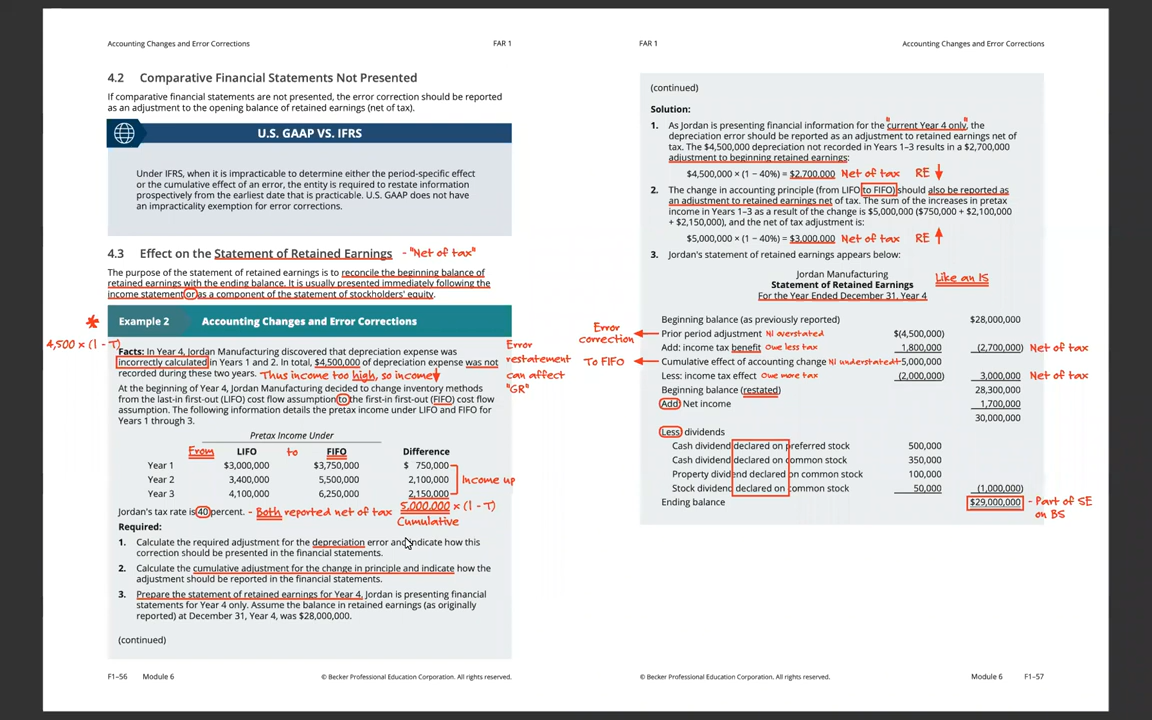 Accounting Changes and Error Corrections FAR 1
4.2 Comparative Financial Statements Not Presented
If comparative financial statements are not presented, the error correction should be reported
as an adjustment to the opening balance of retained earnings (net of tax).
U.S. GAAP VS. IFRS
Under IFRS, when it is impracticable to determine either the period-specific effect
or the cumulative effect of an error, the entity is required to restate information
prospectively from the earliest date that is practicable. U.S. GAAP does not have
an impracticality exemption for error corrections.
4.3 Effect on the Statement of Retained Earnings - "Net of tax"
The purpose of the statement of retained earnings is to reconcile the beginning balance of
retained earnings with the ending balance. It is usually presented immediately following the
income statement or as a component of the statement of stockholders' equity.
* Example 2 Accounting Changes and Error Corrections
4,500 × (1 - T)
Facts: In Year 4, Jordan Manufacturing discovered that depreciation expense was
incorrectly calculated in Years 1 and 2. In total, $4,500,000 of depreciation expense was not
recorded during these two years. Thus income too high, so income↓
Error
restatement
can affect
"GR"
At the beginning of Year 4, Jordan Manufacturing decided to change inventory methods
from the last-in first-out (LIFO) cost flow assumption to the first-in first-out (FIFO) cost flow
assumption. The following information details the pretax income under LIFO and FIFO for
Years 1 through 3.
Pretax Income Under
From LIFO to FIFO Difference
Year 1 $3,000,000 $3,750,000 $ 750,000
Year 2 3,400,000 5,500,000 2,100,000 Income up
Year 3 4,100,000 6,250,000 2,150,000
Jordan's tax rate is 40 percent. - Both reported net of tax 5,000,000 × (1 - T)
Cumulative
Required:
1. Calculate the required adjustment for the depreciation error and indicate how this
correction should be presented in the financial statements.
2. Calculate the cumulative adjustment for the change in principle and indicate how the
adjustment should be reported in the financial statements.
3. Prepare the statement of retained earnings for Year 4. Jordan is presenting financial
statements for Year 4 only. Assume the balance in retained earnings (as originally
reported) at December 31, Year 4, was $28,000,000.
(continued)
F1–56 Module 6 © Becker Professional Education Corporation. All rights reserved.
FAR 1 Accounting Changes and Error Corrections
(continued)
Solution:
1. As Jordan is presenting financial information for the "current Year 4 only", the
depreciation error should be reported as an adjustment to retained earnings net of
tax. The $4,500,000 depreciation not recorded in Years 1–3 results in a $2,700,000
adjustment to beginning retained earnings:
$4,500,000 × (1 − 40%) = $2,700,000 Net of tax RE ↓
2. The change in accounting principle (from LIFO to FIFO) should also be reported as
an adjustment to retained earnings net of tax. The sum of the increases in pretax
income in Years 1–3 as a result of the change is $5,000,000 ($750,000 + $2,100,000
+ $2,150,000), and the net of tax adjustment is:
$5,000,000 × (1 − 40%) = $3,000,000 Net of tax RE ↑
3. Jordan's statement of retained earnings appears below:
Jordan Manufacturing
Statement of Retained Earnings Like an IS
For the Year Ended December 31, Year 4
Beginning balance (as previously reported) $28,000,000
Error
correction
Prior period adjustment NI overstated $(4,500,000)
Add: income tax benefit One less tax 1,800,000 (2,700,000) Net of tax
To FIFO Cumulative effect of accounting change NI understated 5,000,000
Less: income tax effect Owe more tax (2,000,000) 3,000,000 Net of tax
Beginning balance (restated) 28,300,000
Add: Net income 1,700,000
30,000,000
Less: dividends
Cash dividend declared on preferred stock 500,000
Cash dividend declared on common stock 350,000
Property dividend declared on common stock 100,000
Stock dividend declared on common stock 50,000 (1,000,000)
Ending balance $29,000,000 - Part of SE
on BS
© Becker Professional Education Corporation. All rights reserved. Module 6 F1–57